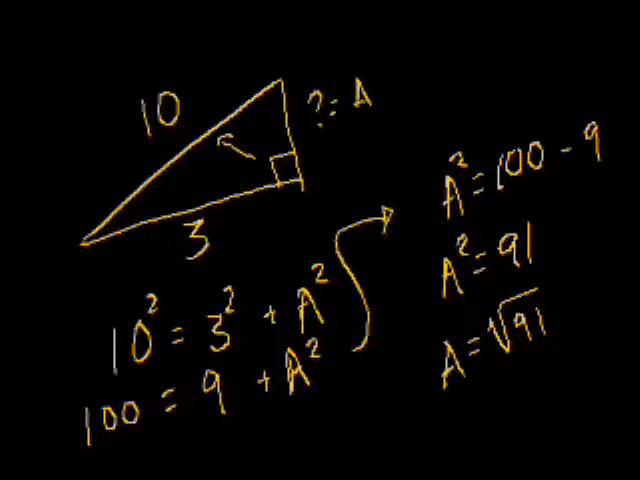 10
?= A
3
10² = 3² + A²
100 = 9 + A²
A² = 100 - 9
A² = 91
A = √91